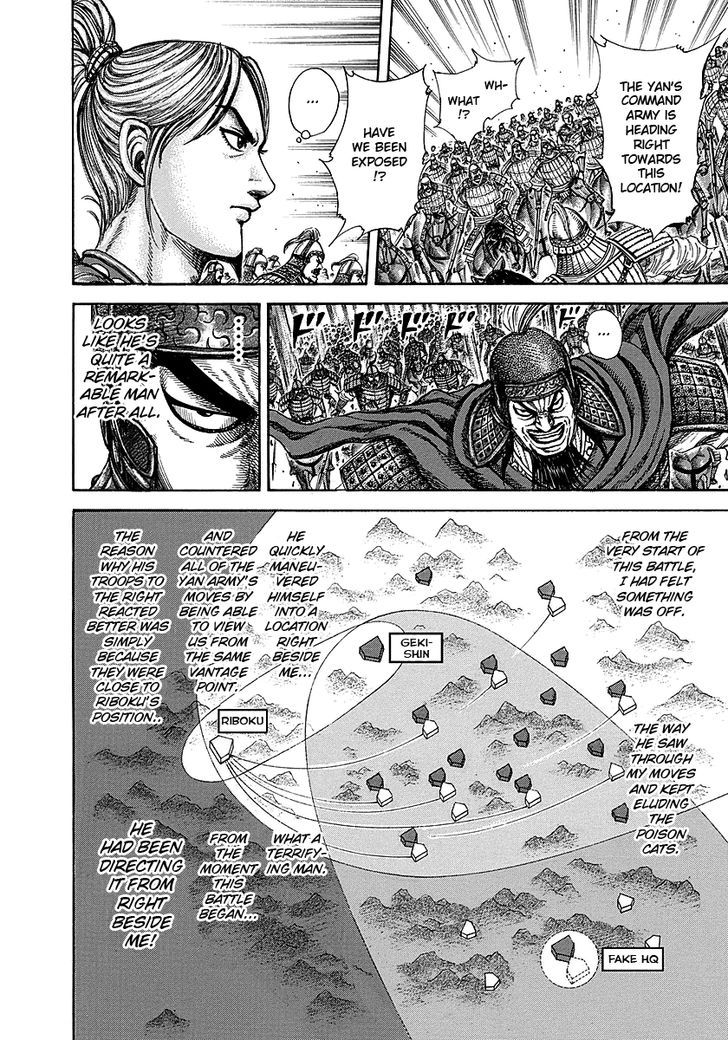 THE YAN'S
COMMAND
ARMY IS
HEADING
RIGHT
TOWARDS
THIS
LOCATION!
WH-
WHAT
!?
HAVE
WE BEEN
EXPOSED
!?
...
...
ド ド ド ド ド
......
LOOKS
LIKE HE'S
QUITE A
REMARK-
ABLE MAN
AFTER ALL.
FROM THE
VERY START OF
THIS BATTLE,
I HAD FELT
SOMETHING
WAS OFF.
THE WAY
HE SAW
THROUGH
MY MOVES
AND KEPT
ELUDING
THE
POISON
CATS.
HE
QUICKLY
MANEU-
VERED
HIMSELF
INTO A
LOCATION
RIGHT
BESIDE
ME...
AND
COUNTERED
ALL OF THE
YAN ARMY'S
MOVES BY
BEING ABLE
TO VIEW
US FROM
THE SAME
VANTAGE
POINT.
THE
REASON
WHY HIS
TROOPS TO
THE RIGHT
REACTED
BETTER WAS
SIMPLY
BECAUSE
THEY WERE
CLOSE TO
RIBOKU'S
POSITION..
GEKI-
SHIN
RIBOKU
WHAT A
TERRIFY-
ING MAN.
FROM
THE
MOMENT
THIS
BATTLE
BEGAN...
HE
HAD BEEN
DIRECTING
IT FROM
RIGHT
BESIDE
ME!
FAKE HQ